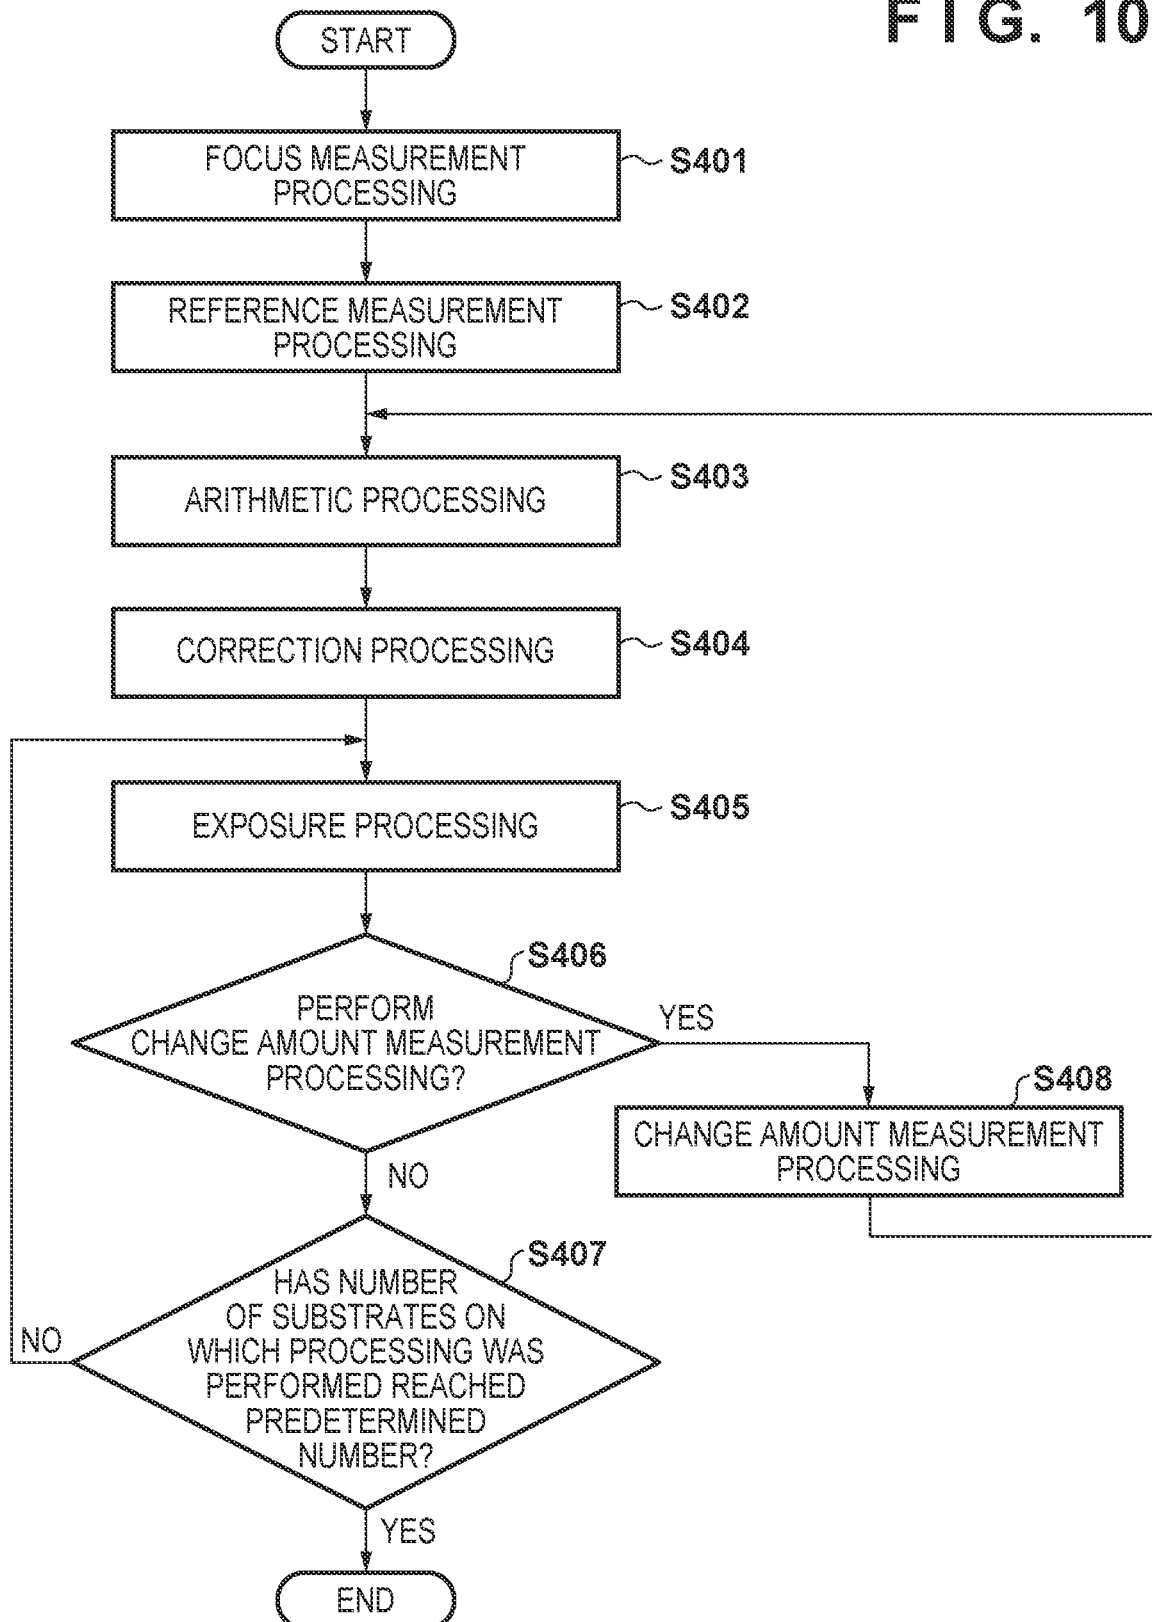 FIG. 10
START
FOCUS MEASUREMENT
PROCESSING
S401
REFERENCE MEASUREMENT
PROCESSING
S402
ARITHMETIC PROCESSING
S403
CORRECTION PROCESSING
S404
EXPOSURE PROCESSING
S405
S406
PERFORM
CHANGE AMOUNT MEASUREMENT
PROCESSING?
YES
NO
S408
CHANGE AMOUNT MEASUREMENT
PROCESSING
S407
HAS NUMBER
OF SUBSTRATES ON
WHICH PROCESSING WAS
PERFORMED REACHED
PREDETERMINED
NUMBER?
NO
YES
END